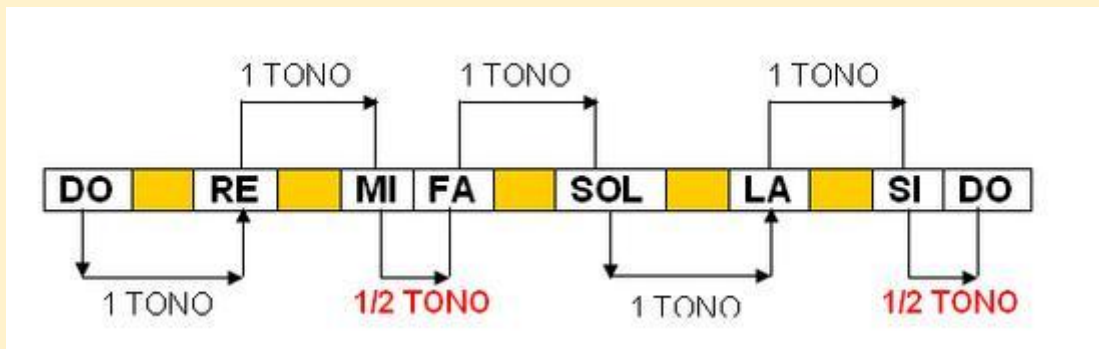 1 TONO 1 TONO 1 TONO
DO RE MI FA SOL LA SI DO
1 TONO 1/2 TONO 1 TONO 1/2 TONO